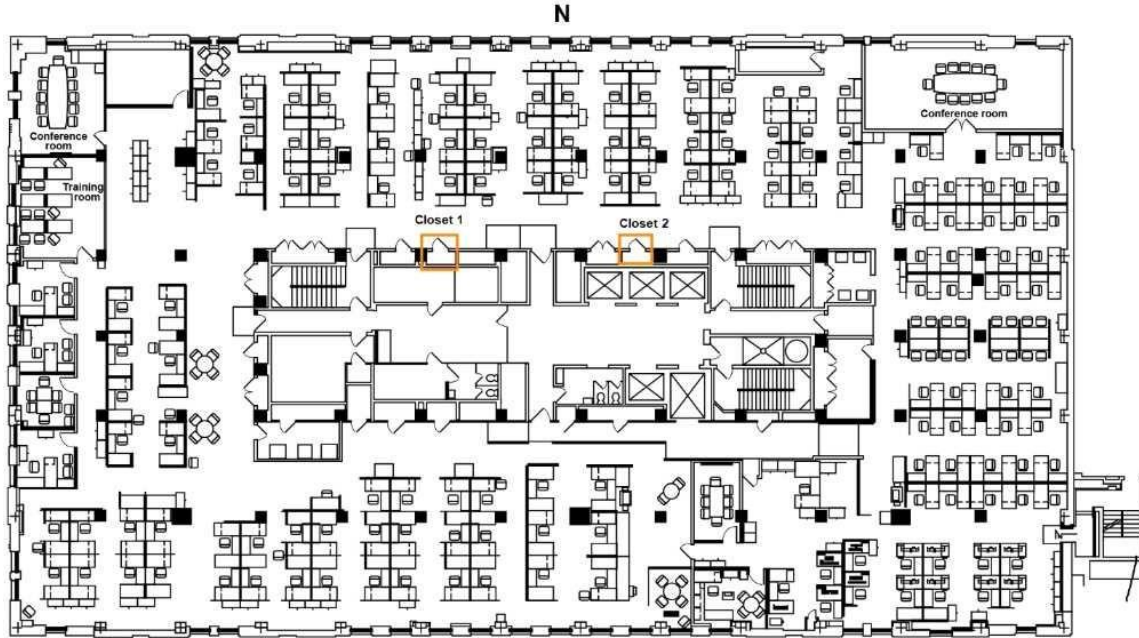 N
Conference
room
Conference room
Training
room
Closet 1
Closet 2